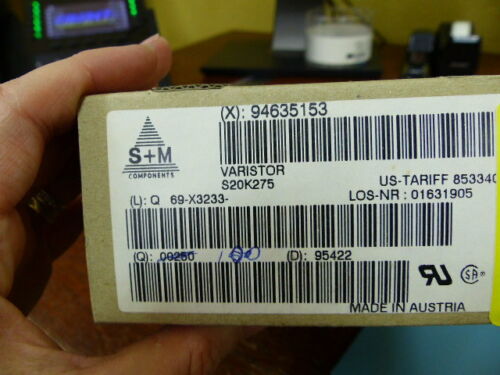 (X): 94635153
S+M
COMPONENTS
VARISTOR
S20K275
US-TARIFF 853340
(L): Q 69-X3233-
LOS-NR : 01631905
(Q): 00250
(D): 95422
MADE IN AUSTRIA